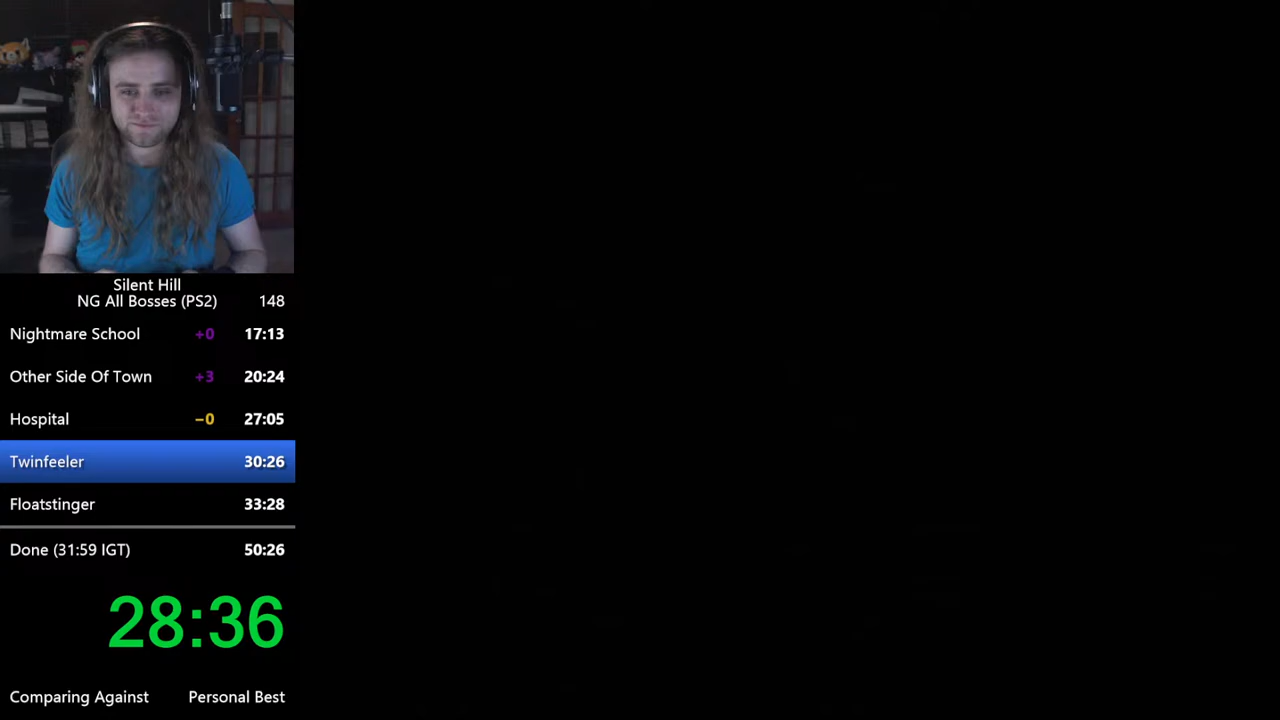 Silent Hill
NG All Bosses (PS2) 148
Nightmare School +0 17:13
Other Side Of Town +3 20:24
Hospital −0 27:05
Twinfeeler 30:26
Floatstinger 33:28
Done (31:59 IGT) 50:26
28:36
Comparing Against Personal Best